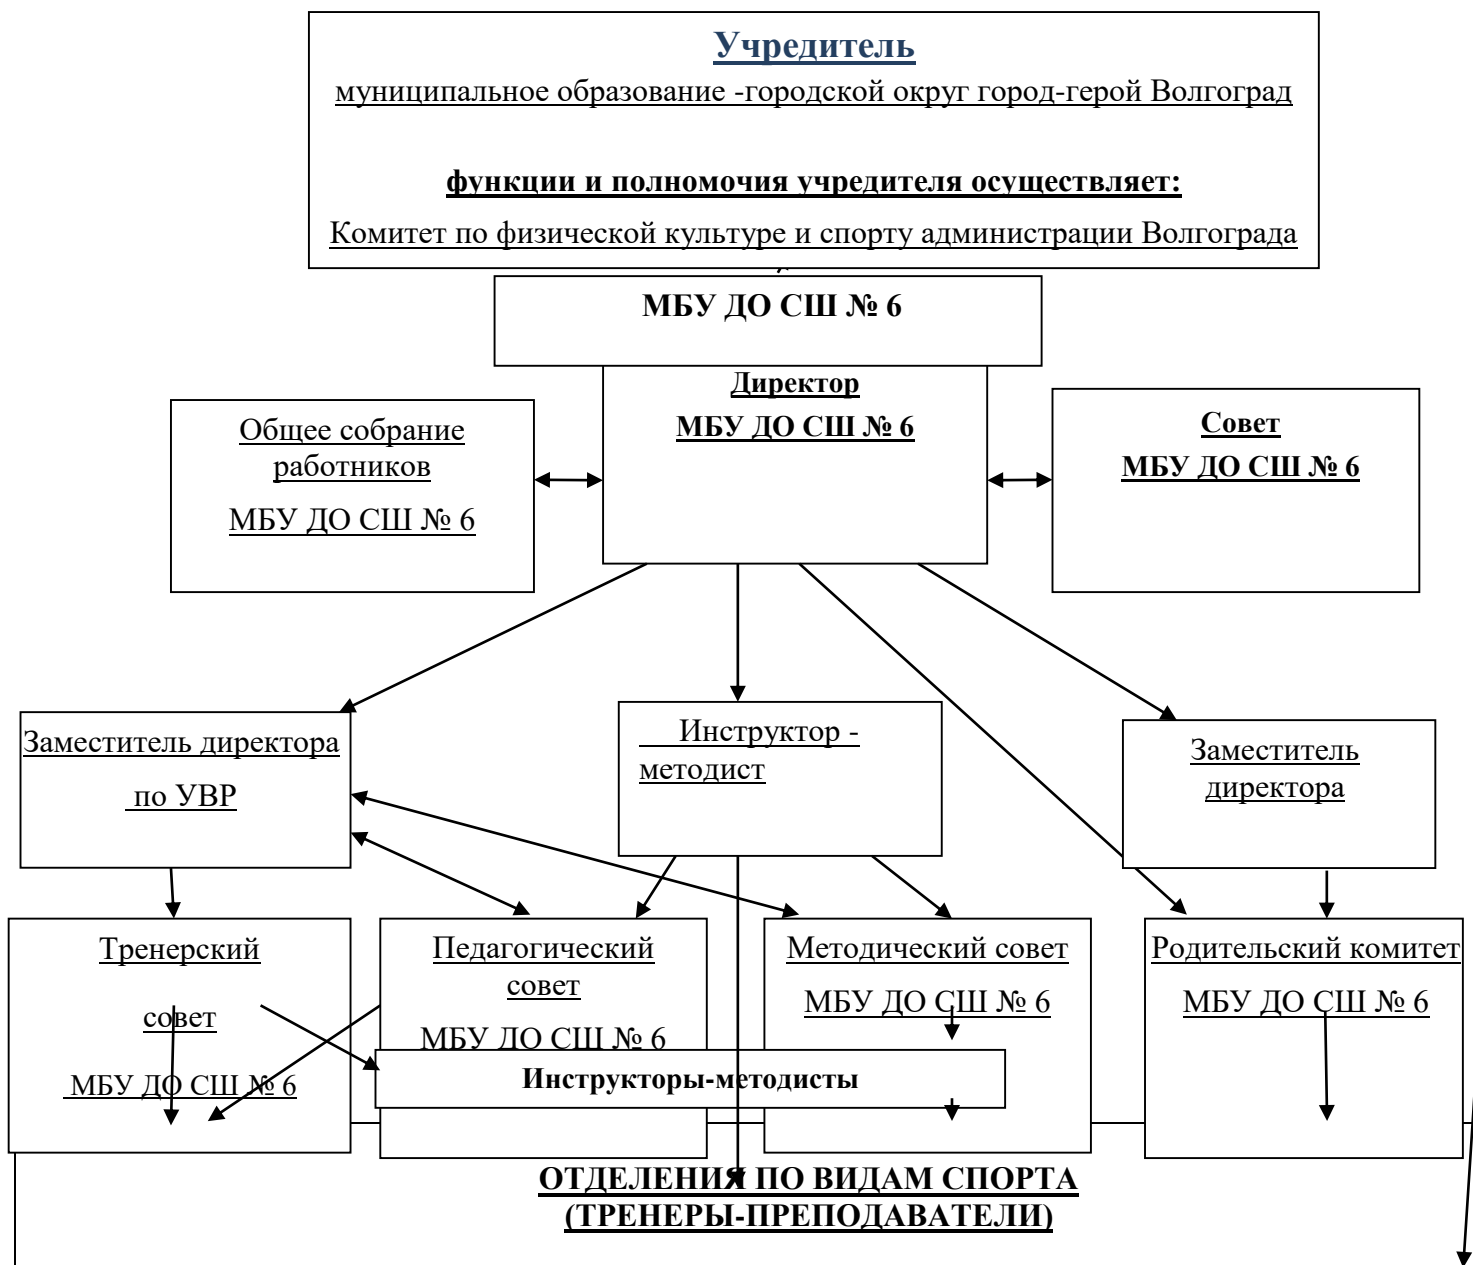 Учредитель
муниципальное образование -городской округ город-герой Волгоград
функции и полномочия учредителя осуществляет:
Комитет по физической культуре и спорту администрации Волгограда
МБУ ДО СШ № 6
Директор
МБУ ДО СШ № 6
Общее собрание
работников
МБУ ДО СШ № 6
Совет
МБУ ДО СШ № 6
Заместитель директора
по УВР
Инструктор -
методист
Заместитель
директора
Тренерский
совет
МБУ ДО СШ № 6
Педагогический
совет
МБУ ДО СШ № 6
Методический совет
МБУ ДО СШ № 6
Родительский комитет
МБУ ДО СШ № 6
Инструкторы-методисты
ОТДЕЛЕНИЯ ПО ВИДАМ СПОРТА
(ТРЕНЕРЫ-ПРЕПОДАВАТЕЛИ)